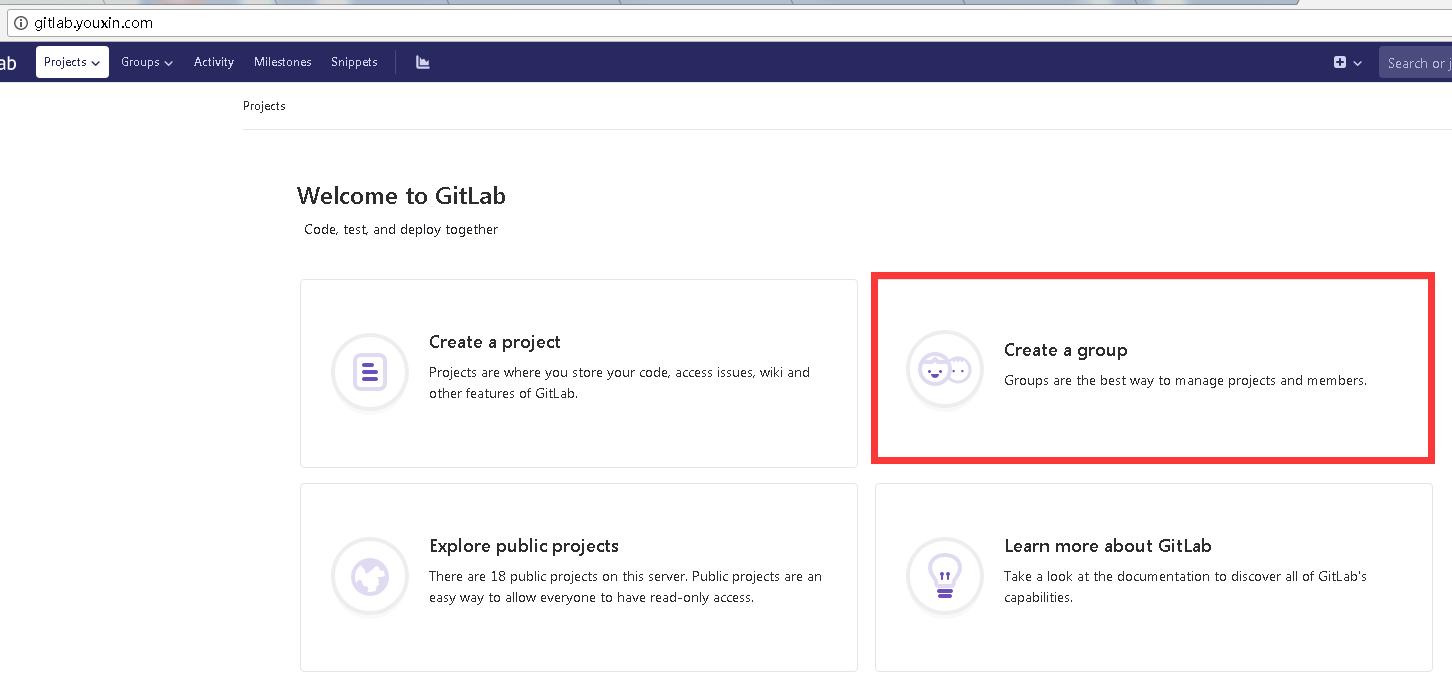 gitlab.youxin.com
ab Projects Groups Activity Milestones Snippets Search or j
Projects
Welcome to GitLab
Code, test, and deploy together
Create a project
Projects are where you store your code, access issues, wiki and
other features of GitLab.
Create a group
Groups are the best way to manage projects and members.
Explore public projects
There are 18 public projects on this server. Public projects are an
easy way to allow everyone to have read-only access.
Learn more about GitLab
Take a look at the documentation to discover all of GitLab's
capabilities.